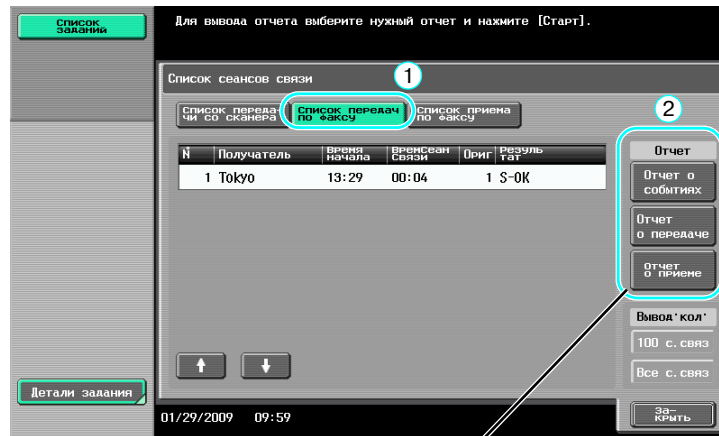 Список
заданий
Для вывода отчета выберите нужный отчет и нажмите [Старт].
Список сеансов связи
1
Список переда-
чи со сканера
Список передач
по факсу
Список приема
по факсу
2
N
Получатель
Время
начала
ВремСеан
Связи
Ориг
Резуль
тат
1 Tokyo 13:29 00:04 1 S-OK
Отчет
Отчет о
событиях
Отчет
о передаче
Отчет
о приеме
Вывод'кол'
100 с.связ
Все с.связ
Детали задания
01/29/2009 09:59
За-
крыть